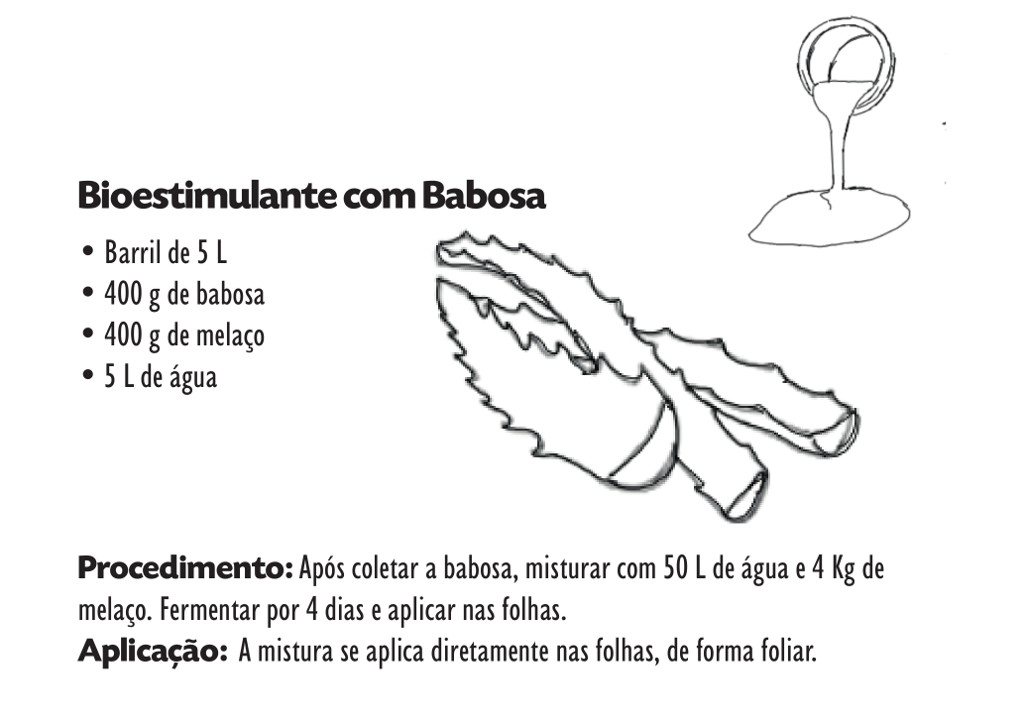 Bioestimulante com Babosa
• Barril de 5 L
• 400 g de babosa
• 400 g de melaço
• 5 L de água
Procedimento: Após coletar a babosa, misturar com 50 L de água e 4 Kg de
melaço. Fermentar por 4 dias e aplicar nas folhas.
Aplicação: A mistura se aplica diretamente nas folhas, de forma foliar.